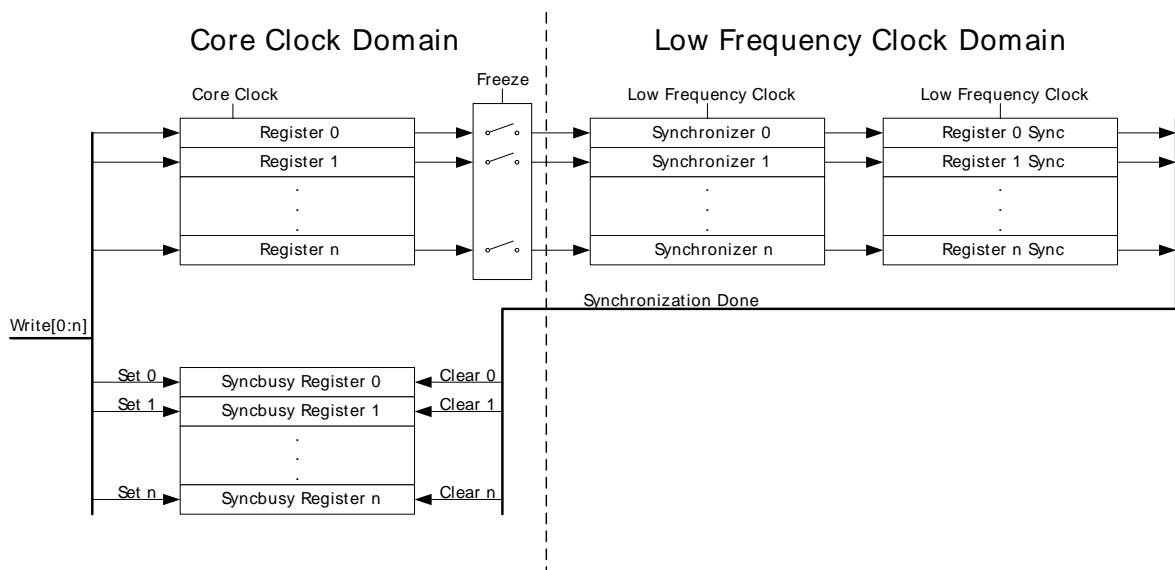 Core Clock Domain
Low Frequency Clock Domain
Freeze
Core Clock
Low Frequency Clock
Low Frequency Clock
Register 0
Synchronizer 0
Register 0 Sync
Register 1
Synchronizer 1
Register 1 Sync
.
.
.
.
.
.
.
.
.
Register n
Synchronizer n
Register n Sync
Synchronization Done
Write[0:n]
Set 0
Syncbusy Register 0
Clear 0
Set 1
Syncbusy Register 1
Clear 1
.
.
.
Set n
Syncbusy Register n
Clear n